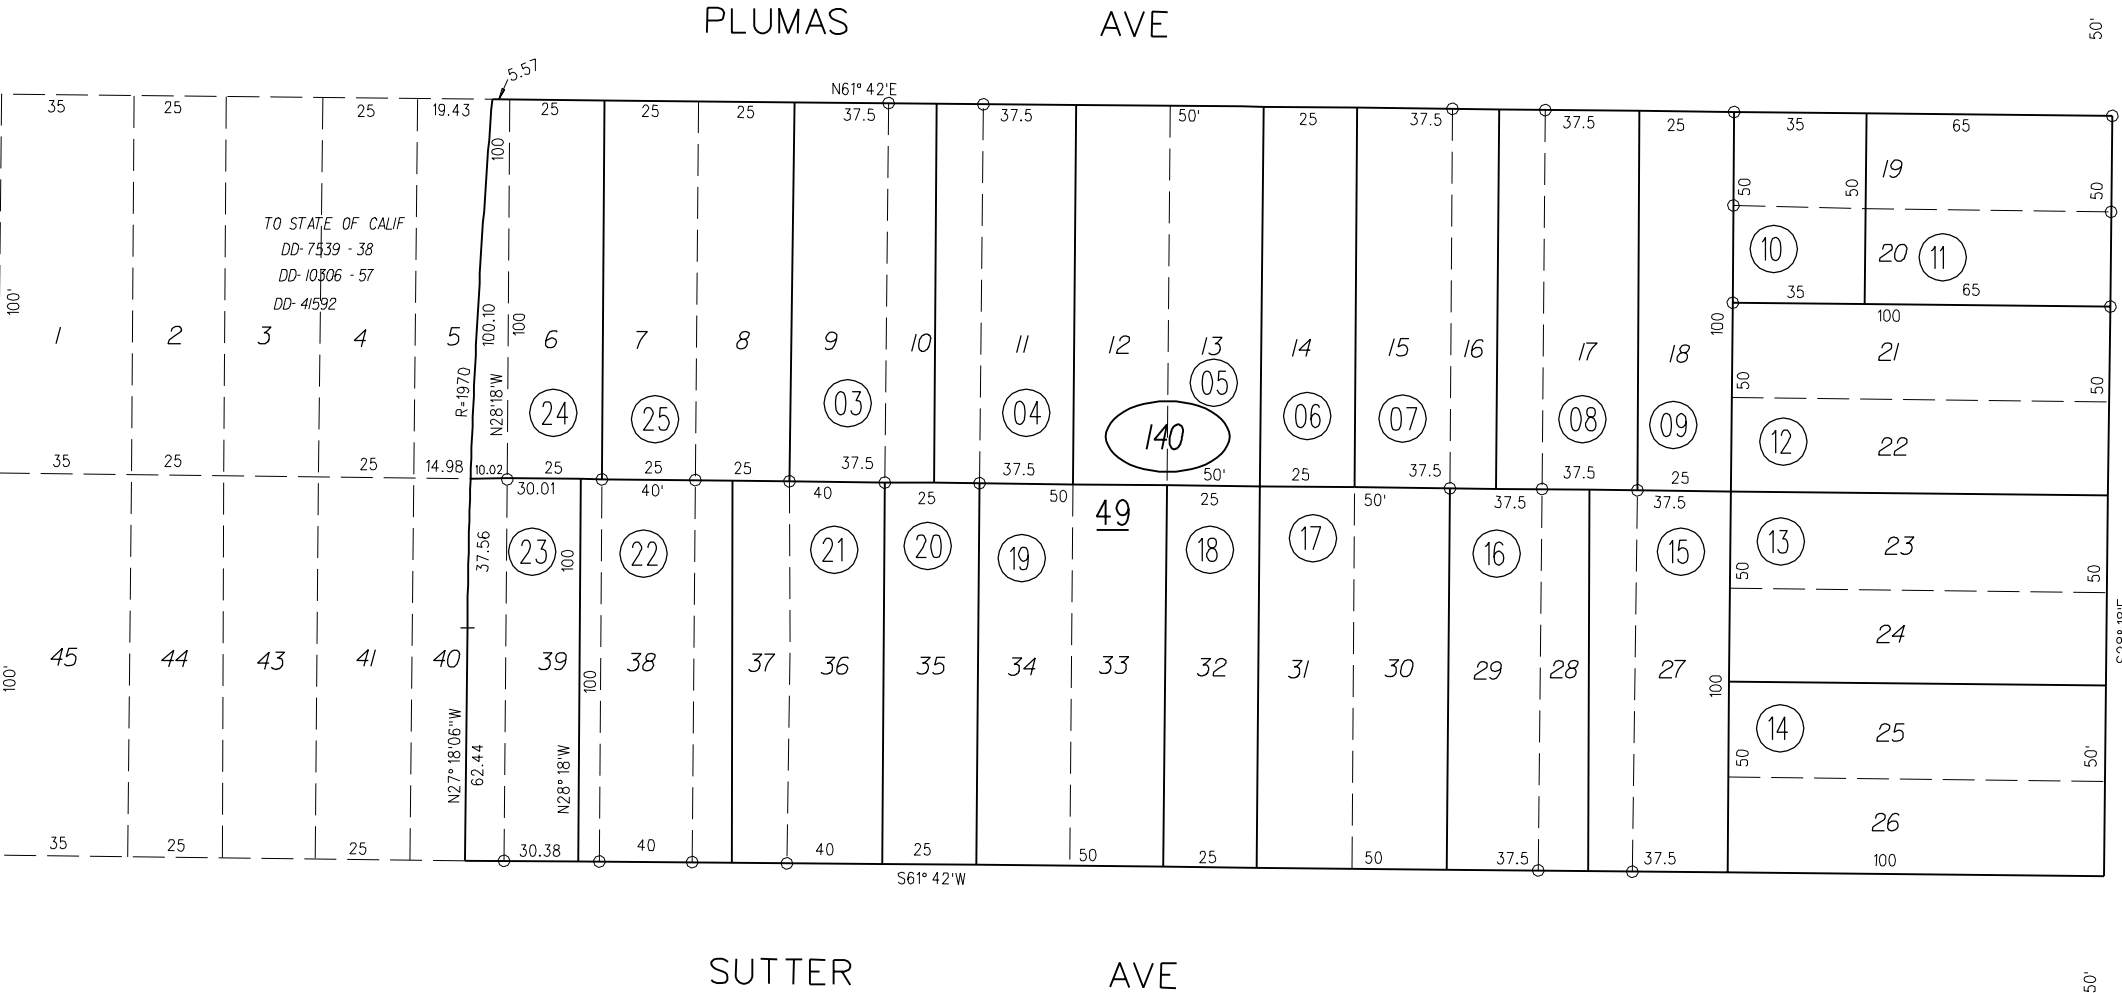 PLUMAS AVE 50'
5.57
N61° 42'E
35 25 25 19.43 25 25 25 37.5 37.5 50' 25 37.5 37.5 25 35 65
100
19
50 50 50
TO STATE OF CALIF
DD-7539 - 38
DD-10306 - 57
DD-41592
10 20 11
35 65
100' 100.10 100 100 100
1 2 3 4 5 6 7 8 9 10 11 12 13 14 15 16 17 18 21
R=1970 N28°18'W
50 50
24 25 03 04 05 06 07 08 09
140
12 22
35 25 25 14.98 10.02 25 25 25 37.5 37.5 50' 25 37.5 37.5 25
30.01 40' 40 25 50 25 50' 37.5 37.5
49
37.56 100
23 22 21 20 19 18 17 16 15 13 23
50 50
S28° 18'E
24
45 44 43 41 40 39 38 37 36 35 34 33 32 31 30 29 28 27
100' 100 100
14 25
N27° 18'06"W 62.44 N28° 18'W
50 50'
26
35 25 25 30.38 40 40 25 50 25 50 37.5 37.5 100
S61° 42'W
SUTTER AVE 50'